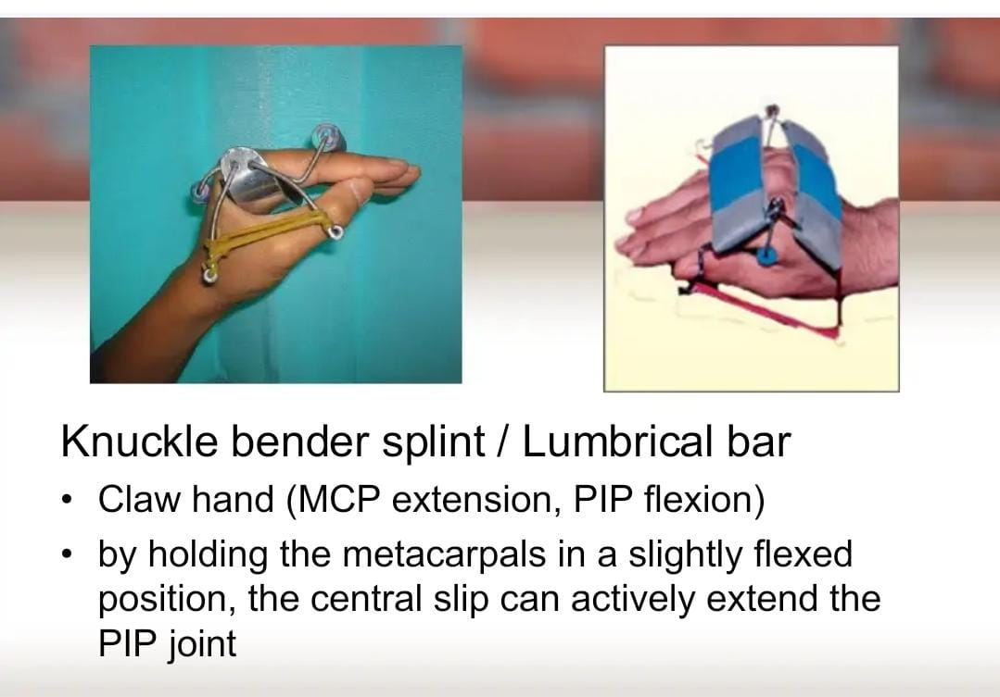 Knuckle bender splint / Lumbrical bar
• Claw hand (MCP extension, PIP flexion)
• by holding the metacarpals in a slightly flexed
position, the central slip can actively extend the
PIP joint